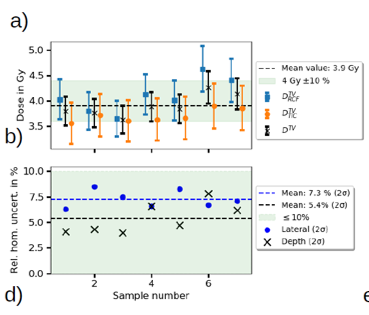 a)
5.0
4.5
4.0
3.5
Dose in Gy
Mean value: 3.9 Gy
4 Gy ±10 %
D^{TV}_{RCF}
D^{TV}_{IC}
D^{TV}
b)
10.0
7.5
5.0
2.5
0.0
Rel. hom. uncert. in %
2 4 6
Sample number
Mean: 7.3 % (2σ)
Mean: 5.4% (2σ)
≤10%
Lateral (2σ)
Depth (2σ)
d)
e